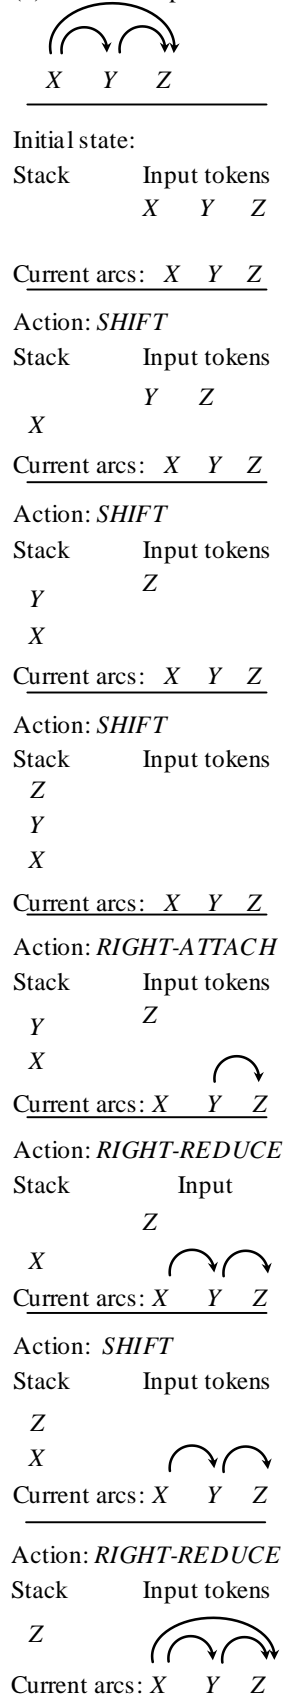 X Y Z
Initial state:
Stack Input tokens
X Y Z
Current arcs: X Y Z
Action: SHIFT
Stack Input tokens
Y Z
X
Current arcs: X Y Z
Action: SHIFT
Stack Input tokens
Z
Y
X
Current arcs: X Y Z
Action: SHIFT
Stack Input tokens
Z
Y
X
Current arcs: X Y Z
Action: RIGHT-ATTACH
Stack Input tokens
Z
Y
X
Current arcs: X Y Z
Action: RIGHT-REDUCE
Stack Input
Z
X
Current arcs: X Y Z
Action: SHIFT
Stack Input tokens
Z
X
Current arcs: X Y Z
Action: RIGHT-REDUCE
Stack Input tokens
Z
Current arcs: X Y Z